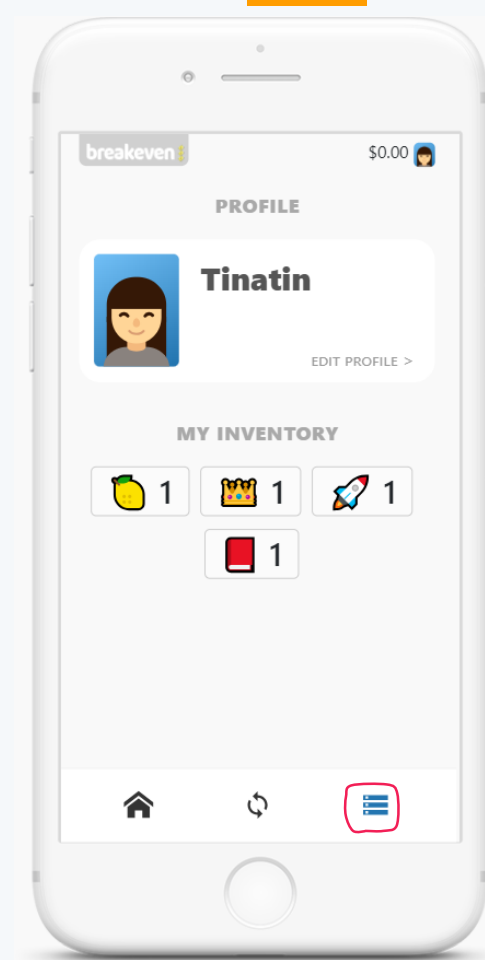 breakeven
$0.00
PROFILE
Tinatin
EDIT PROFILE >
MY INVENTORY
1 1 1
1